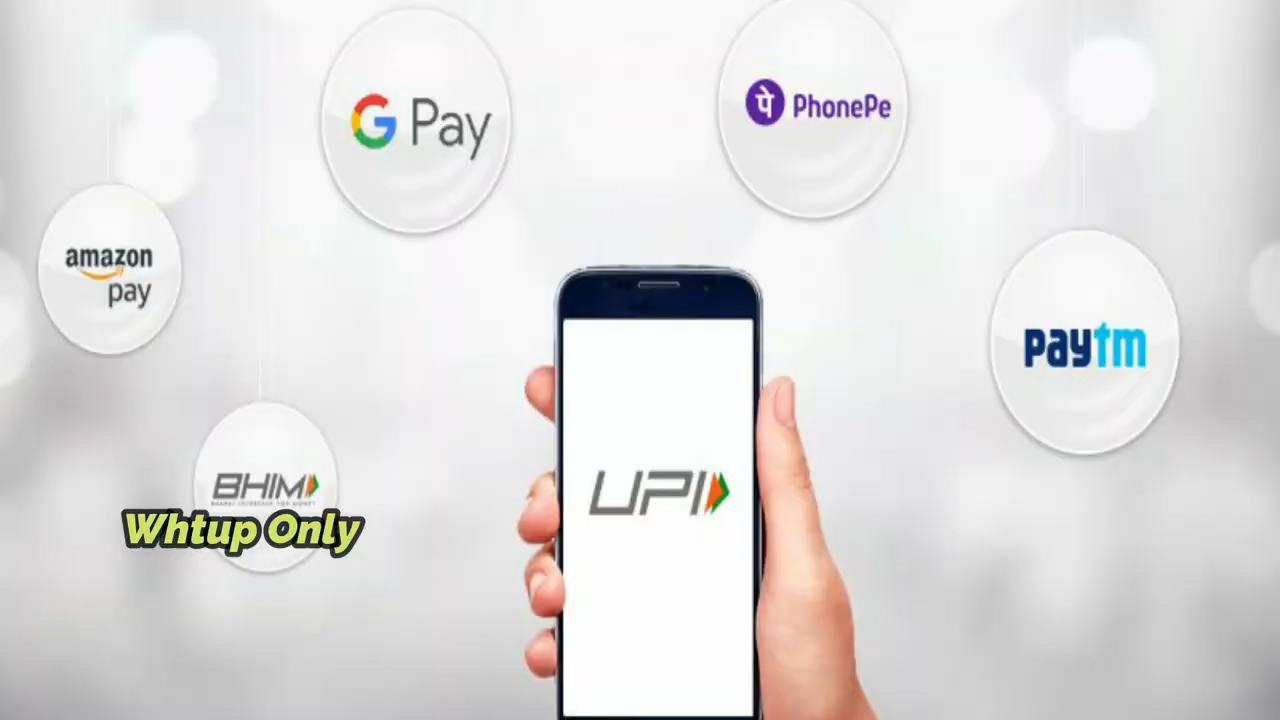 G Pay
पे PhonePe
amazon
pay
paytm
BHIM
UPI
Whtup Only